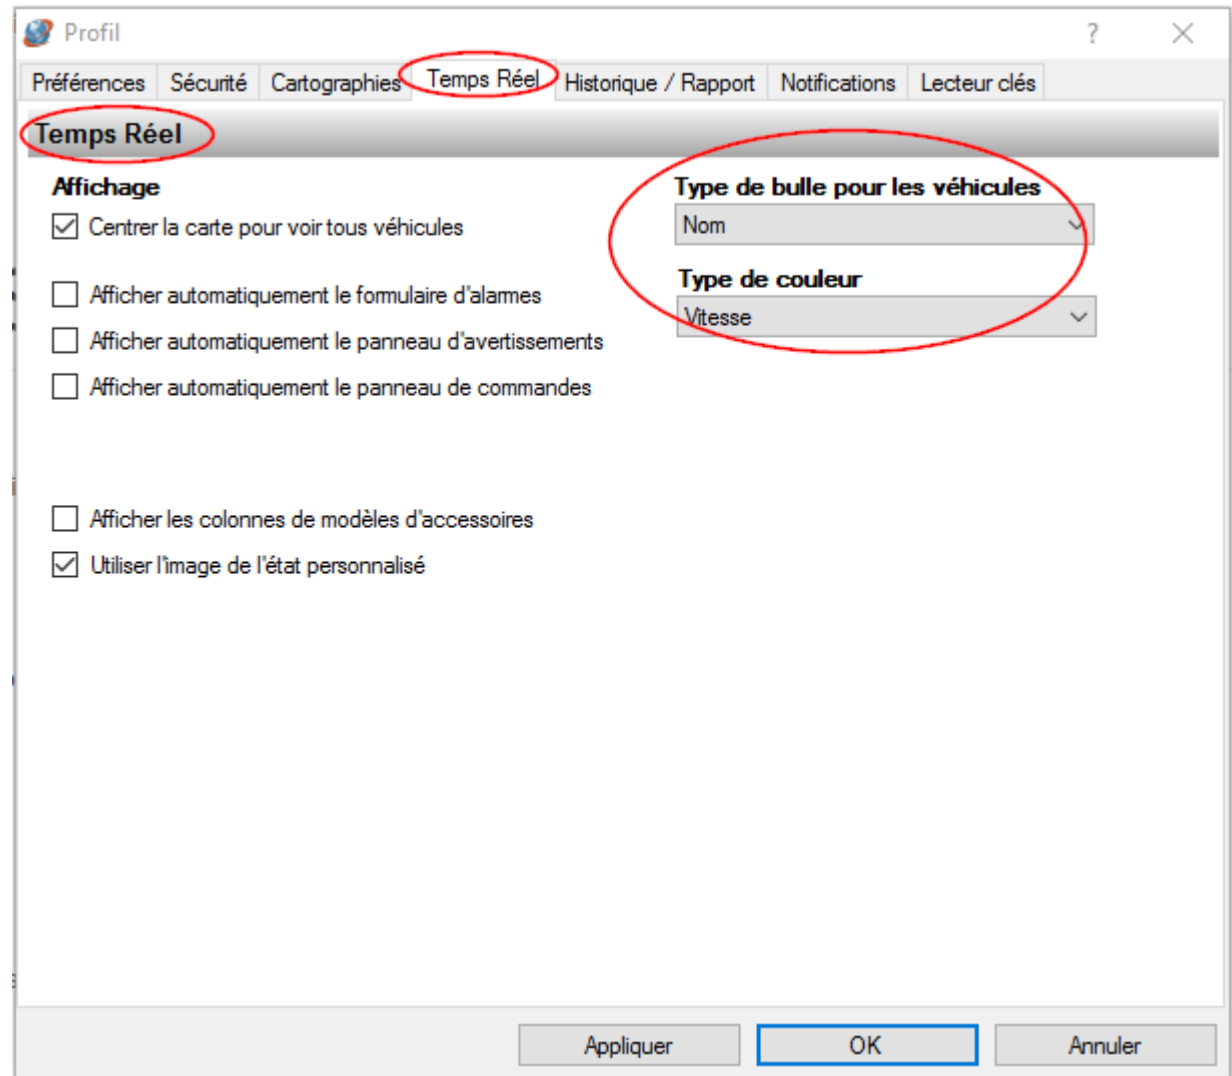 Profil
?
Préférences Sécurité Cartographies Temps Réel Historique / Rapport Notifications Lecteur clés
Temps Réel
Affichage
Centrer la carte pour voir tous véhicules
Afficher automatiquement le formulaire d'alarmes
Afficher automatiquement le panneau d'avertissements
Afficher automatiquement le panneau de commandes
Afficher les colonnes de modèles d'accessoires
Utiliser l'image de l'état personnalisé
Type de bulle pour les véhicules
Nom
Type de couleur
Vitesse
Appliquer OK Annuler